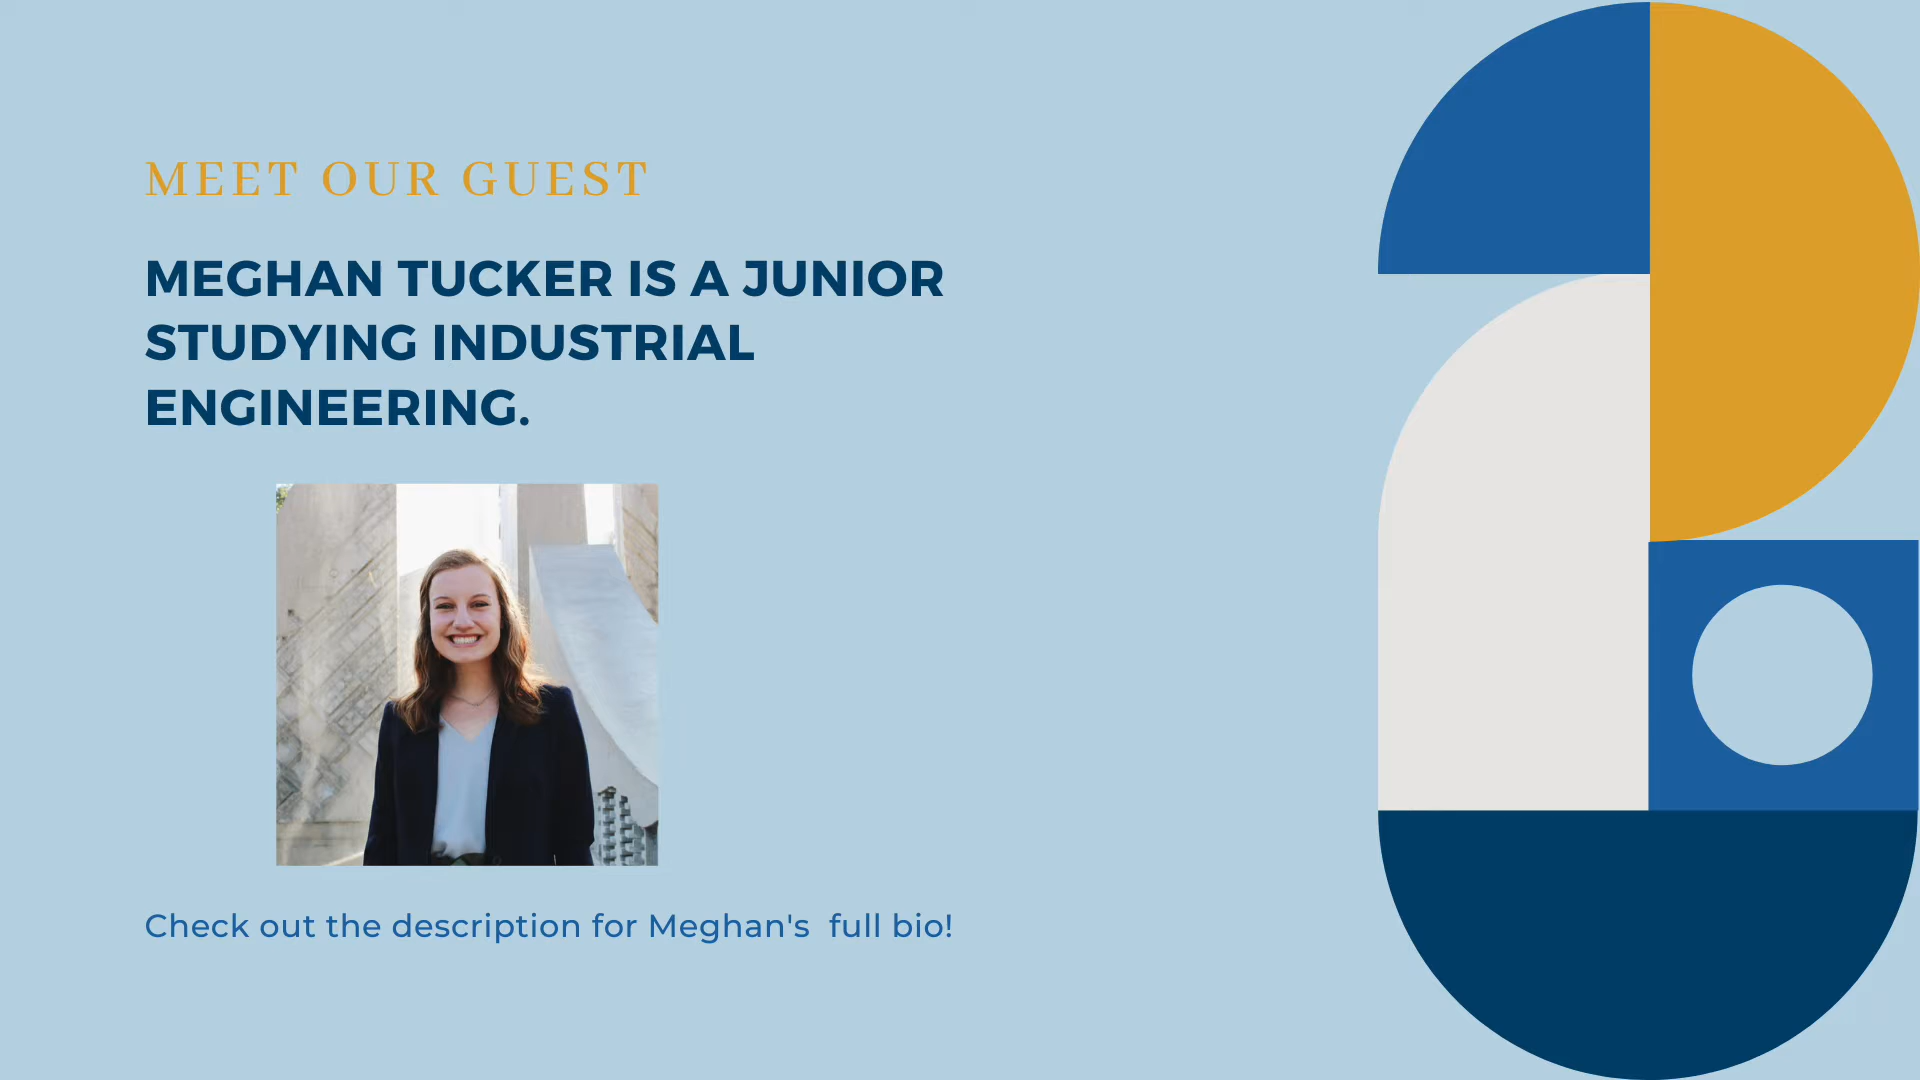 MEET OUR GUEST
MEGHAN TUCKER IS A JUNIOR
STUDYING INDUSTRIAL
ENGINEERING.
Check out the description for Meghan's  full bio!